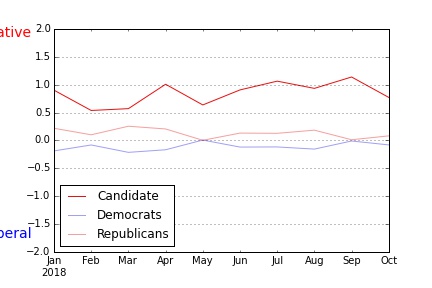 2.0
ative
1.5
1.0
0.5
0.0
−0.5
−1.0
Candidate
−1.5
Democrats
beral
Republicans
−2.0
Jan Feb Mar Apr May Jun Jul Aug Sep Oct
2018